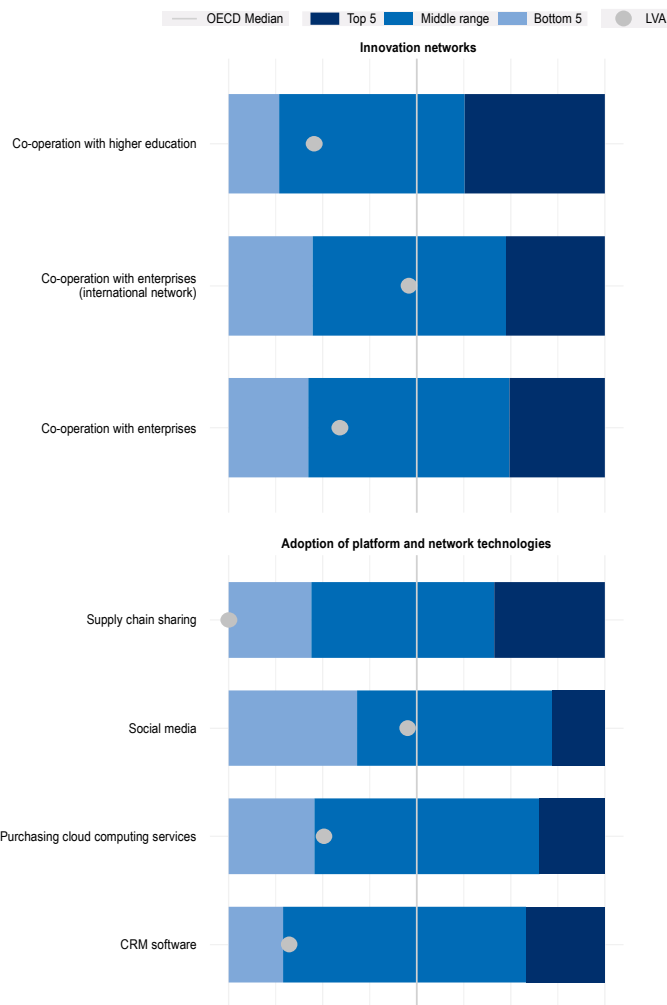 OECD Median
Top 5
Middle range
Bottom 5
LVA
Innovation networks
Co-operation with higher education
Co-operation with enterprises
(international network)
Co-operation with enterprises
Adoption of platform and network technologies
Supply chain sharing
Social media
Purchasing cloud computing services
CRM software